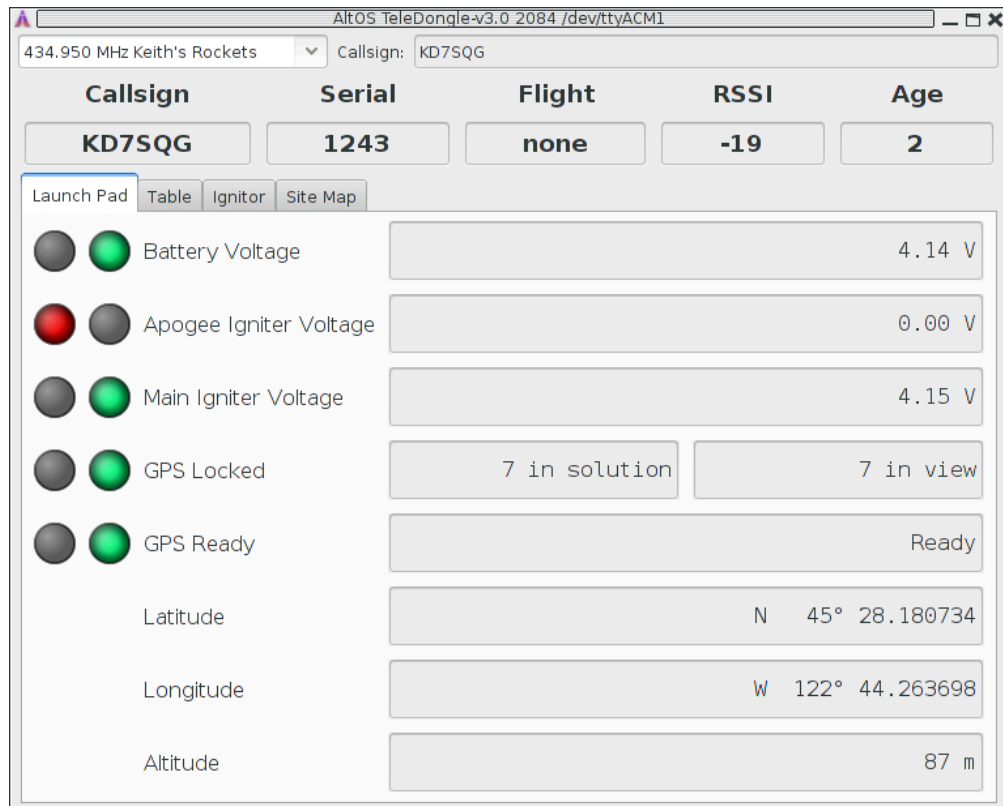 AltOS TeleDongle-v3.0 2084 /dev/ttyACM1
434.950 MHz Keith's Rockets Callsign: KD7SQG
Callsign Serial Flight RSSI Age
KD7SQG 1243 none -19 2
Launch Pad Table Ignitor Site Map
Battery Voltage 4.14 V
Apogee Igniter Voltage 0.00 V
Main Igniter Voltage 4.15 V
GPS Locked 7 in solution 7 in view
GPS Ready Ready
Latitude N 45° 28.180734
Longitude W 122° 44.263698
Altitude 87 m